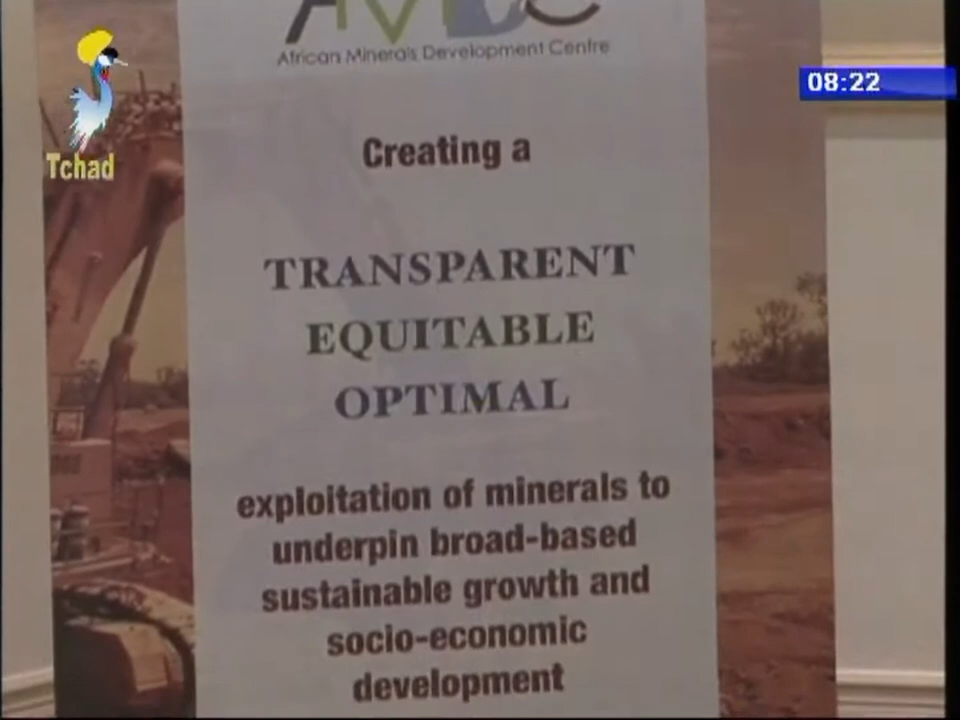 AMDC
African Minerals Development Centre
Tchad
08:22
Creating a
TRANSPARENT
EQUITABLE
OPTIMAL
exploitation of minerals to
underpin broad-based
sustainable growth and
socio-economic
development